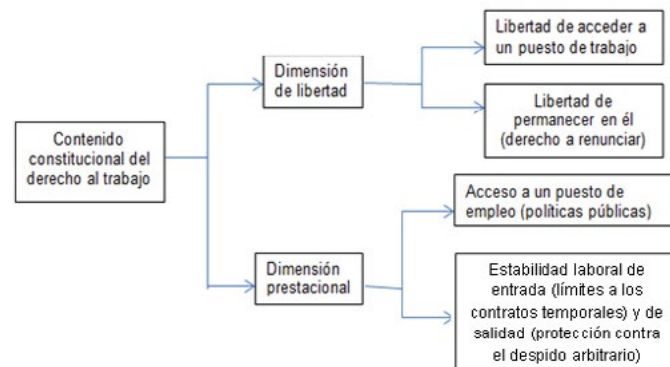 Contenido
constitucional del
derecho al trabajo
Dimensión
de libertad
Libertad de acceder a
un puesto de trabajo
Libertad de
permanecer en él
(derecho a renunciar)
Dimensión
prestacional
Acceso a un puesto de
empleo (políticas públicas)
Estabilidad laboral de
entrada (límites a los
contratos temporales) y de
salidad (protección contra
el despido arbitrario)